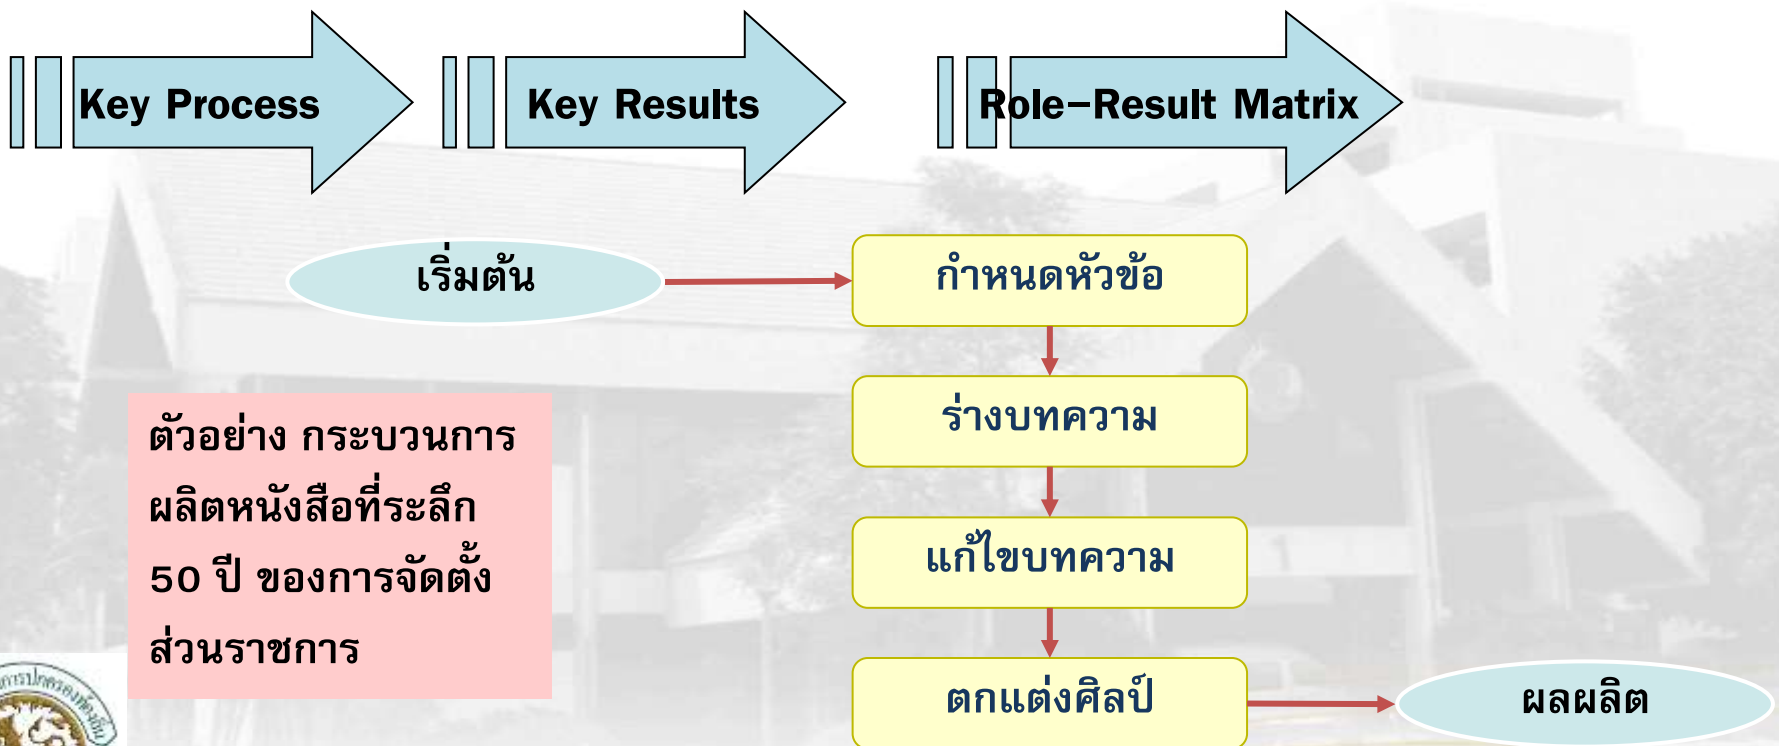 Key Process
Key Results
Role–Result Matrix
เริ่มต้น
กำหนดหัวข้อ
ร่างบทความ
ตัวอย่าง กระบวนการ
ผลิตหนังสือที่ระลึก
50 ปี ของการจัดตั้ง
ส่วนราชการ
แก้ไขบทความ
ตกแต่งศิลป์
ผลผลิต